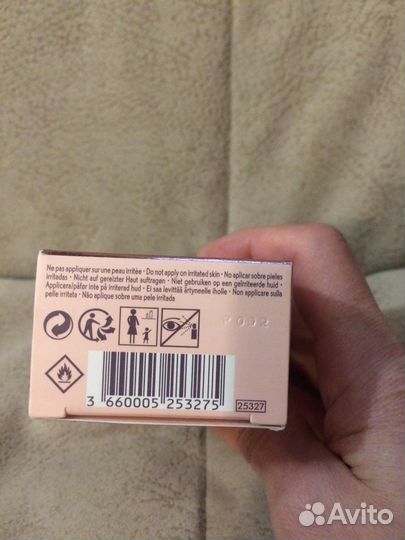 Ne pas appliquer sur une peau irritée • Do not apply on irritated skin • No aplicar sobre pieles
irritadas • Nicht auf gereizter Haut auftragen • Niet gebruiken op een geïrriteerde huid •
Applicera/påfør inte på irriterad hud • Ei saa levittää ärtyneelle iholle • Non applicare sulla
pelle irritata • Não aplique sobre uma pele irritada
P002
3 660005 253275
25327
Avito